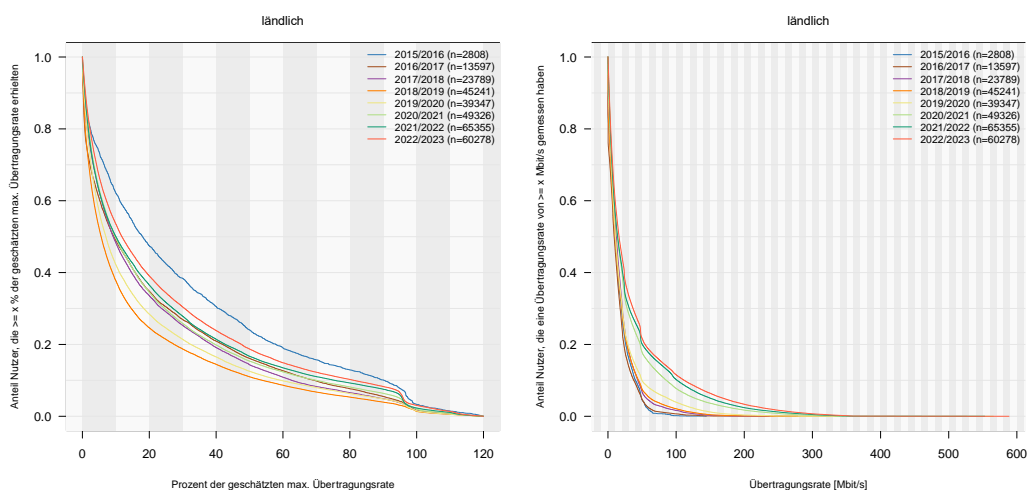 ländlich
Anteil Nutzer, die >= x % der geschätzten max. Übertragungsrate erhielten
1.0
0.8
0.6
0.4
0.2
0.0
2015/2016 (n=2808)
2016/2017 (n=13597)
2017/2018 (n=23789)
2018/2019 (n=45241)
2019/2020 (n=39347)
2020/2021 (n=49326)
2021/2022 (n=65355)
2022/2023 (n=60278)
0 20 40 60 80 100 120
Prozent der geschätzten max. Übertragungsrate
ländlich
Anteil Nutzer, die eine Übertragungsrate von >= x Mbit/s gemessen haben
1.0
0.8
0.6
0.4
0.2
0.0
2015/2016 (n=2808)
2016/2017 (n=13597)
2017/2018 (n=23789)
2018/2019 (n=45241)
2019/2020 (n=39347)
2020/2021 (n=49326)
2021/2022 (n=65355)
2022/2023 (n=60278)
0 100 200 300 400 500 600
Übertragungsrate [Mbit/s]